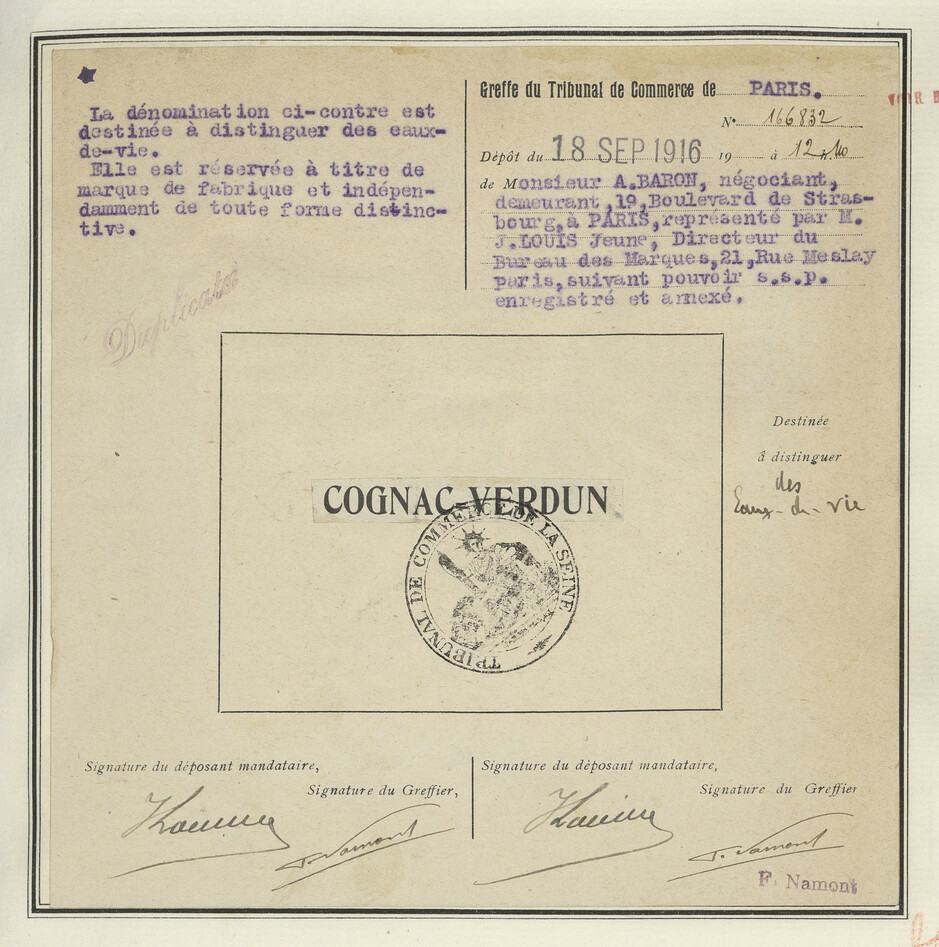 La dénomination ci-contre est
destinée à distinguer des eaux-
de-vie.
Elle est réservée à titre de
marque de fabrique et indépen-
damment de toute forme distinc-
tive.
Duplicata
Greffe du Tribunal de Commerce de PARIS.
N° 166832
Dépôt du 18 SEP 1916 19 à 12 h. 40
de Monsieur A.BARON, négociant,
demeurant,19,Boulevard de Stras-
bourg,à PARIS,représenté par M.
J.LOUIS Jeune, Directeur du
Bureau des Marques,21,Rue Meslay
paris,suivant pouvoir s.s.p.
enregistré et annexé.
VOIR
COGNAC-VERDUN
TRIBUNAL DE COMMERCE DE LA SEINE
Destinée
à distinguer
des
Eaux-de-vie
Signature du déposant mandataire,
Signature du Greffier,
F. Namont
Signature du déposant mandataire,
Signature du Greffier
F. Namont
F. Namont